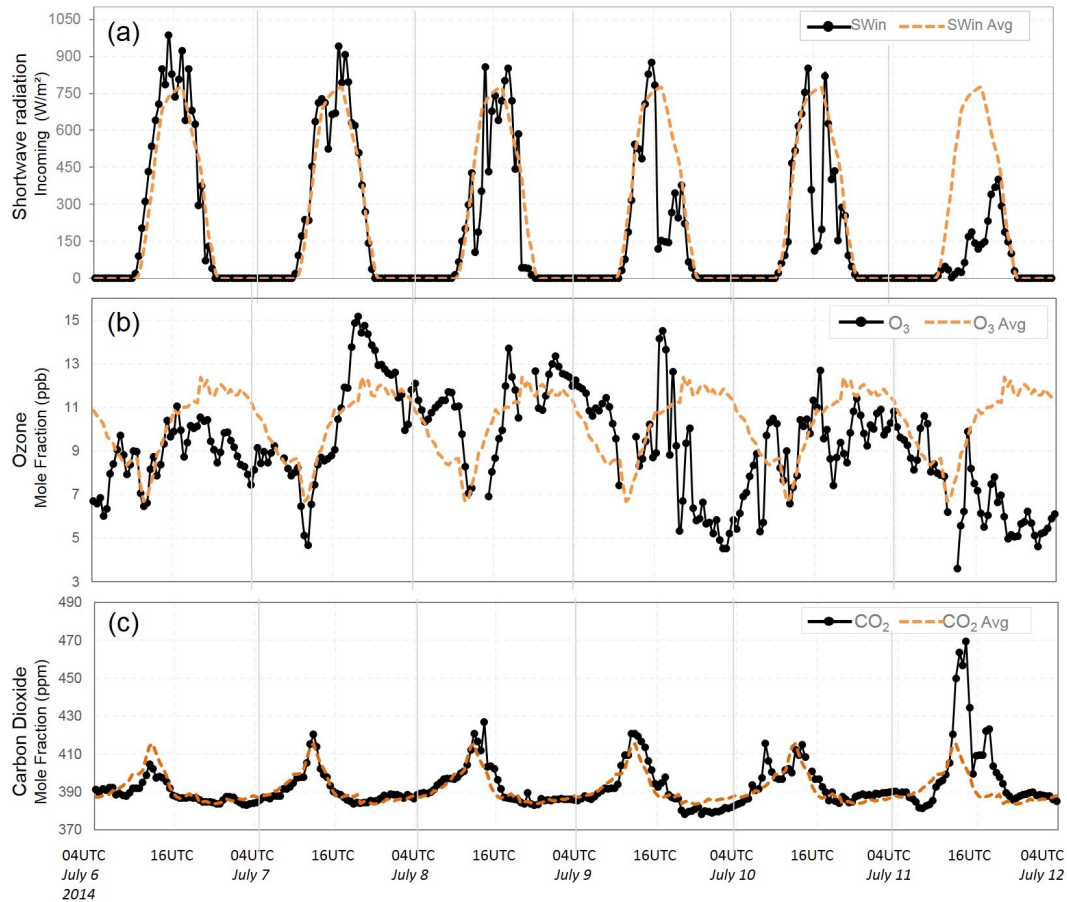 (a)
SWin
SWin Avg
Shortwave radiation
Incoming (W/m²)
1050
900
750
600
450
300
150
0
(b)
O₃
O₃ Avg
Ozone
Mole Fraction (ppb)
15
13
11
9
7
5
3
(c)
CO₂
CO₂ Avg
Carbon Dioxide
Mole Fraction (ppm)
490
470
450
430
410
390
370
04UTC 16UTC 04UTC 16UTC 04UTC 16UTC 04UTC 16UTC 04UTC 16UTC 04UTC 16UTC 04UTC
July 6 July 7 July 8 July 9 July 10 July 11 July 12
2014